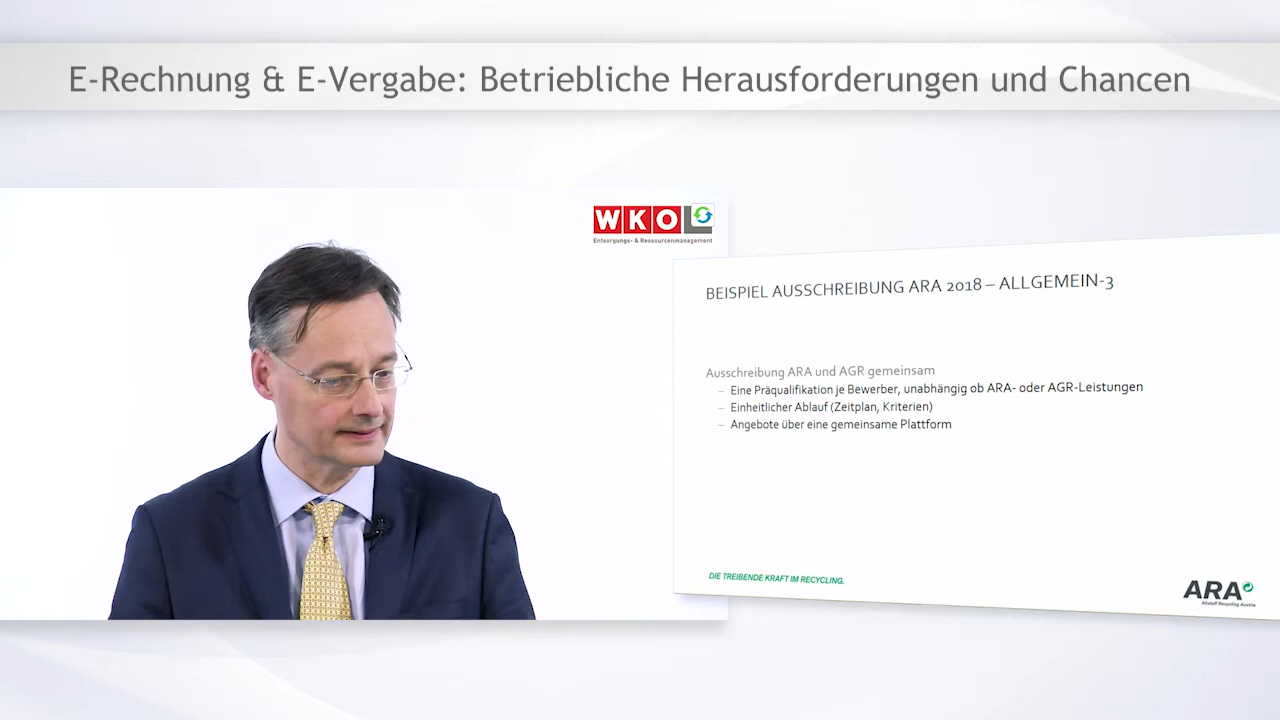 E-Rechnung & E-Vergabe: Betriebliche Herausforderungen und Chancen
WKO
Entsorgungs- & Ressourcenmanagement
BEISPIEL AUSSCHREIBUNG ARA 2018 – ALLGEMEIN-3
Ausschreibung ARA und AGR gemeinsam
– Eine Präqualifikation je Bewerber, unabhängig ob ARA- oder AGR-Leistungen
– Einheitlicher Ablauf (Zeitplan, Kriterien)
– Angebote über eine gemeinsame Plattform
DIE TREIBENDE KRAFT IM RECYCLING.
ARA
Altstoff Recycling Austria